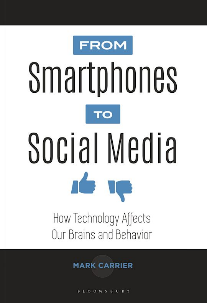 FROM
Smartphones
TO
Social Media
How Technology Affects
Our Brains and Behavior
MARK CARRIER
BLOOMSBURY